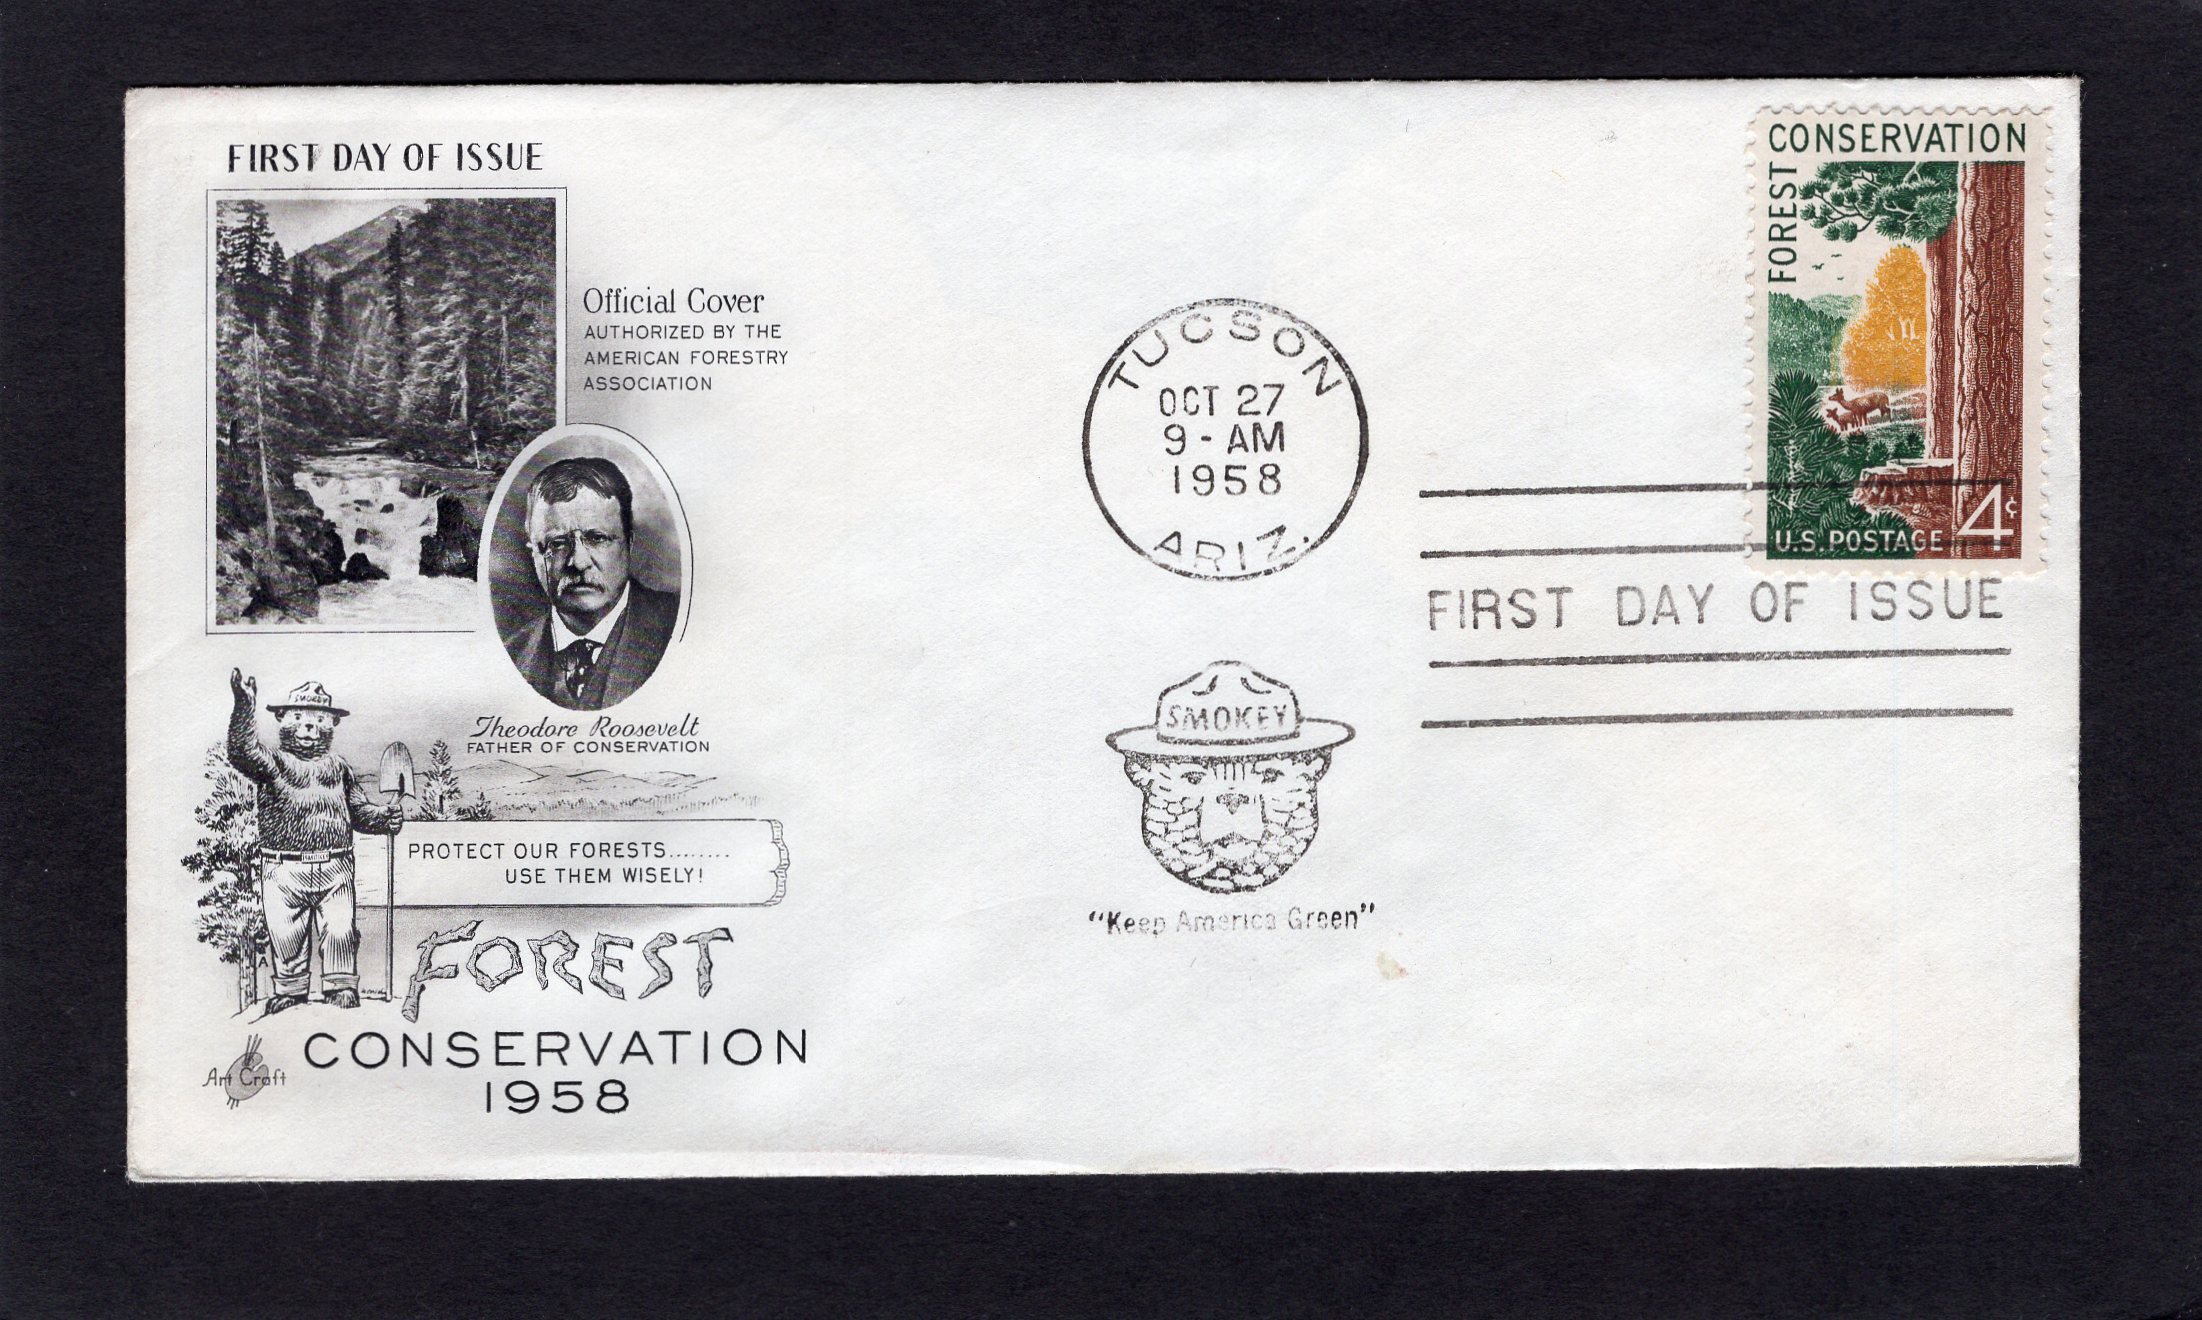 FIRST DAY OF ISSUE
Official Cover
AUTHORIZED BY THE
AMERICAN FORESTRY
ASSOCIATION
Theodore Roosevelt
FATHER OF CONSERVATION
SMOKEY
SMOKEY
PROTECT OUR FORESTS........
USE THEM WISELY!
FOREST
CONSERVATION
1958
Art Craft
TUCSON
OCT 27
9 - AM
1958
ARIZ.
SMOKEY
"Keep America Green"
FOREST
CONSERVATION
4¢
U.S. POSTAGE
FIRST DAY OF ISSUE